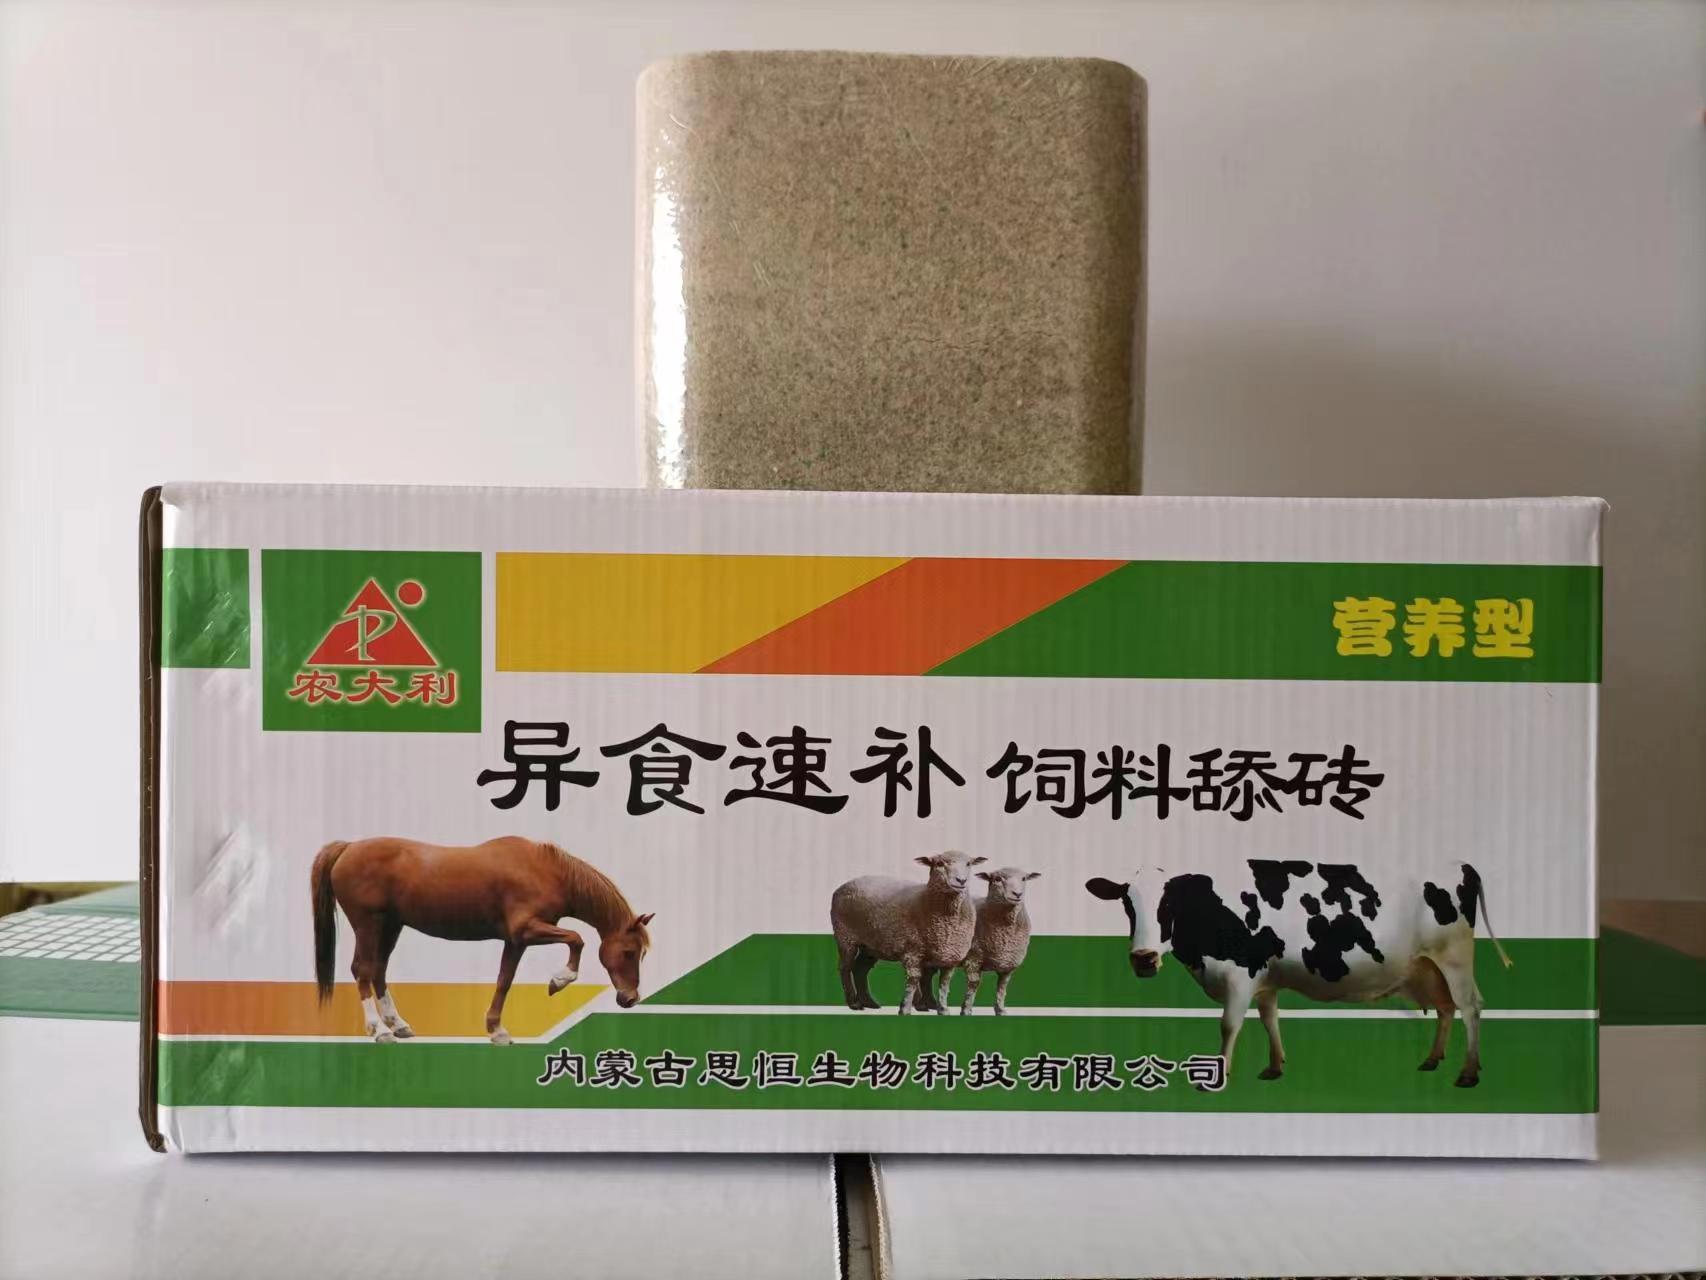 营养型
农大利
异食速补 饲料舔砖
内蒙古思恒生物科技有限公司